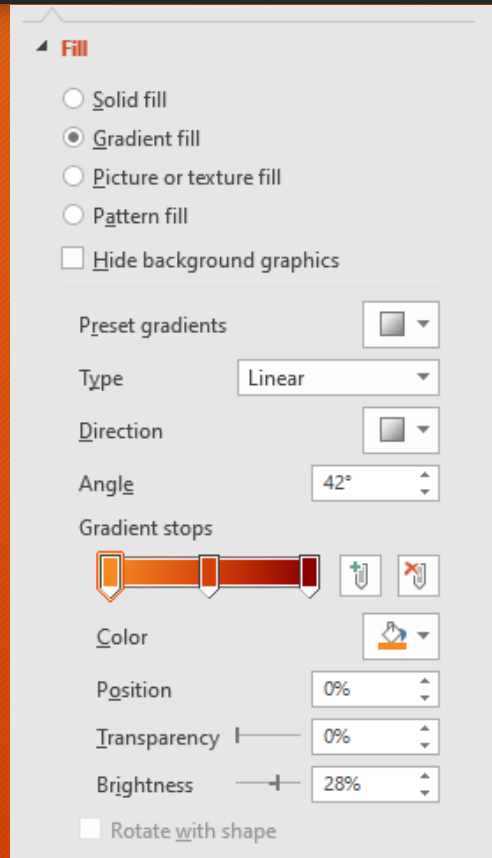 Fill
Solid fill
Gradient fill
Picture or texture fill
Pattern fill
Hide background graphics
Preset gradients
Type Linear
Direction
Angle 42°
Gradient stops
Color
Position 0%
Transparency 0%
Brightness 28%
Rotate with shape